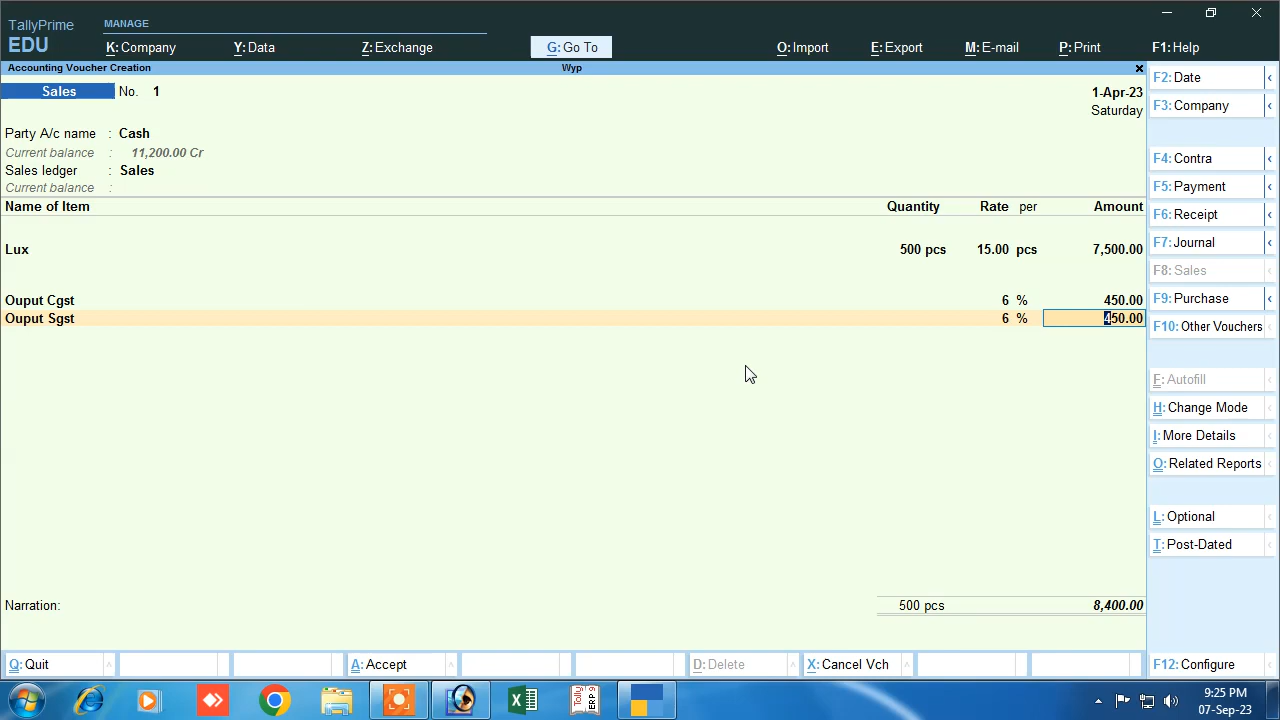 TallyPrime
EDU
MANAGE
K: Company
Y: Data
Z: Exchange
G: Go To
O: Import
E: Export
M: E-mail
P: Print
F1: Help
Accounting Voucher Creation
Wyp
Sales No. 1
1-Apr-23
Saturday
Party A/c name : Cash
Current balance : 11,200.00 Cr
Sales ledger : Sales
Current balance :
Name of Item Quantity Rate per Amount
Lux 500 pcs 15.00 pcs 7,500.00
Ouput Cgst 6 % 450.00
Ouput Sgst 6 % 450.00
Narration: 500 pcs 8,400.00
F2: Date
F3: Company
F4: Contra
F5: Payment
F6: Receipt
F7: Journal
F8: Sales
F9: Purchase
F10: Other Vouchers
F: Autofill
H: Change Mode
I: More Details
O: Related Reports
L: Optional
T: Post-Dated
F12: Configure
Q: Quit
A: Accept
D: Delete
X: Cancel Vch
Tally
ERP 9
9:25 PM
07-Sep-23